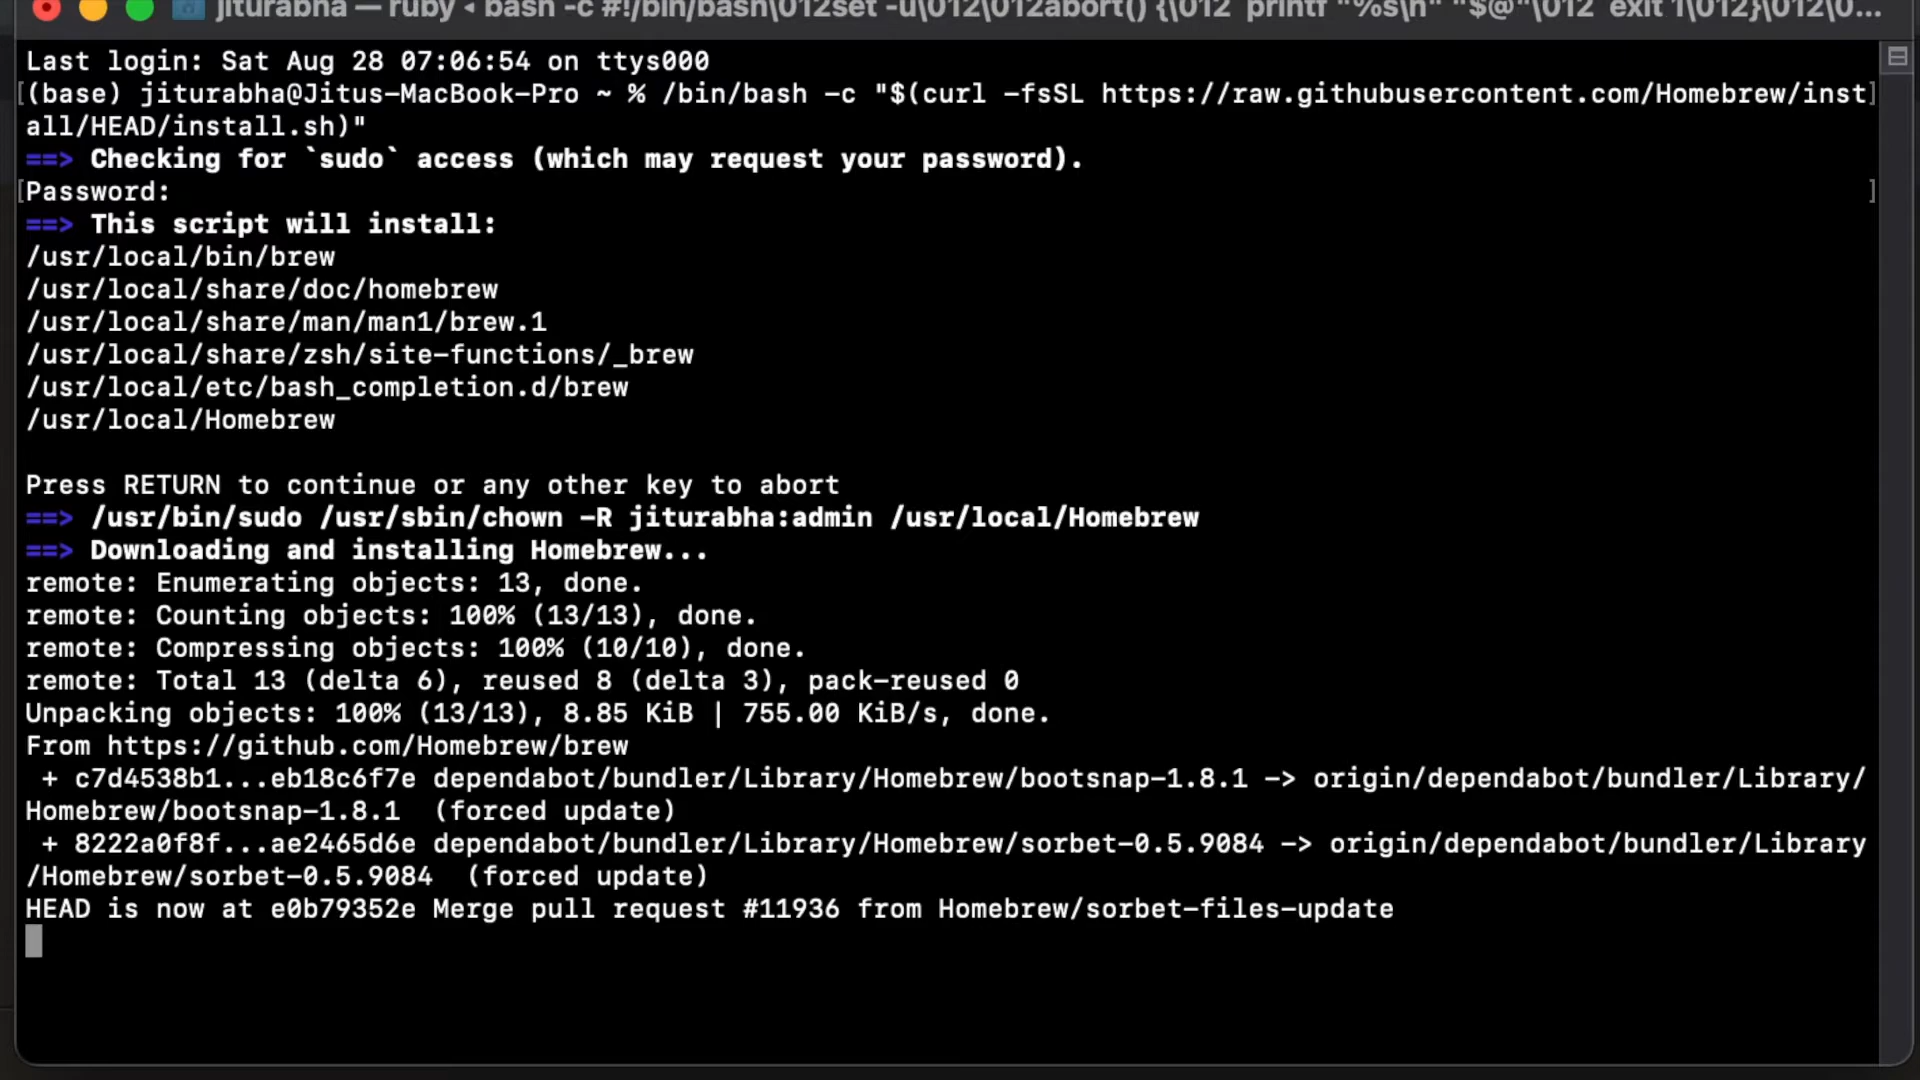 jiturabha — ruby ◂ bash -c #!/bin/bash\012set -u\012\012abort() {\012  printf "%s\n" "$@"\012  exit 1\012}\012\0...
Last login: Sat Aug 28 07:06:54 on ttys000
[(base) jiturabha@Jitus-MacBook-Pro ~ % /bin/bash -c "$(curl -fsSL https://raw.githubusercontent.com/Homebrew/inst]
all/HEAD/install.sh)"
==> Checking for `sudo` access (which may request your password).
[Password: ]
==> This script will install:
/usr/local/bin/brew
/usr/local/share/doc/homebrew
/usr/local/share/man/man1/brew.1
/usr/local/share/zsh/site-functions/_brew
/usr/local/etc/bash_completion.d/brew
/usr/local/Homebrew
Press RETURN to continue or any other key to abort
==> /usr/bin/sudo /usr/sbin/chown -R jiturabha:admin /usr/local/Homebrew
==> Downloading and installing Homebrew...
remote: Enumerating objects: 13, done.
remote: Counting objects: 100% (13/13), done.
remote: Compressing objects: 100% (10/10), done.
remote: Total 13 (delta 6), reused 8 (delta 3), pack-reused 0
Unpacking objects: 100% (13/13), 8.85 KiB | 755.00 KiB/s, done.
From https://github.com/Homebrew/brew
 + c7d4538b1...eb18c6f7e dependabot/bundler/Library/Homebrew/bootsnap-1.8.1 -> origin/dependabot/bundler/Library/
Homebrew/bootsnap-1.8.1  (forced update)
 + 8222a0f8f...ae2465d6e dependabot/bundler/Library/Homebrew/sorbet-0.5.9084 -> origin/dependabot/bundler/Library
/Homebrew/sorbet-0.5.9084  (forced update)
HEAD is now at e0b79352e Merge pull request #11936 from Homebrew/sorbet-files-update